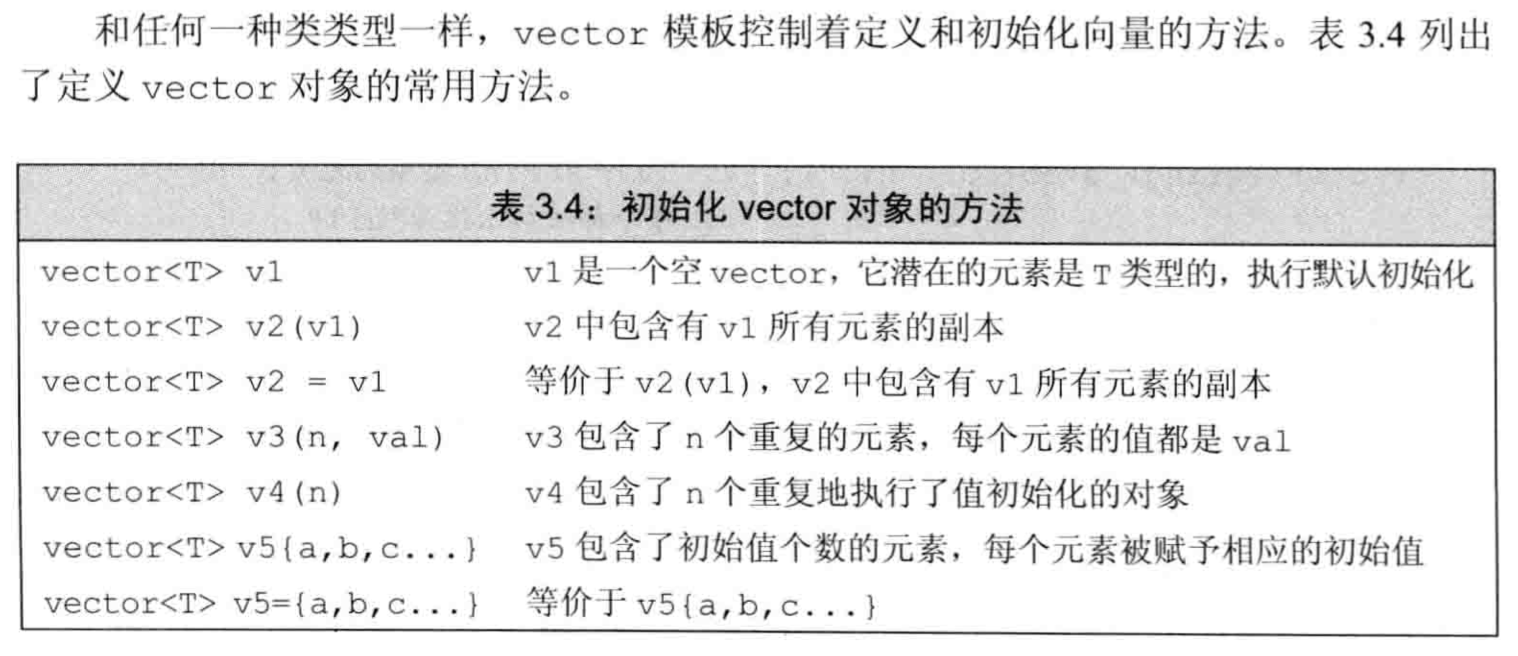 和任何一种类类型一样，vector 模板控制着定义和初始化向量的方法。表 3.4 列出
了定义 vector 对象的常用方法。
表 3.4：初始化 vector 对象的方法
vector<T> v1 v1 是一个空 vector，它潜在的元素是 T 类型的，执行默认初始化
vector<T> v2(v1) v2 中包含有 v1 所有元素的副本
vector<T> v2 = v1 等价于 v2(v1)，v2 中包含有 v1 所有元素的副本
vector<T> v3(n, val) v3 包含了 n 个重复的元素，每个元素的值都是 val
vector<T> v4(n) v4 包含了 n 个重复地执行了值初始化的对象
vector<T> v5{a,b,c...} v5 包含了初始值个数的元素，每个元素被赋予相应的初始值
vector<T> v5={a,b,c...} 等价于 v5{a,b,c...}